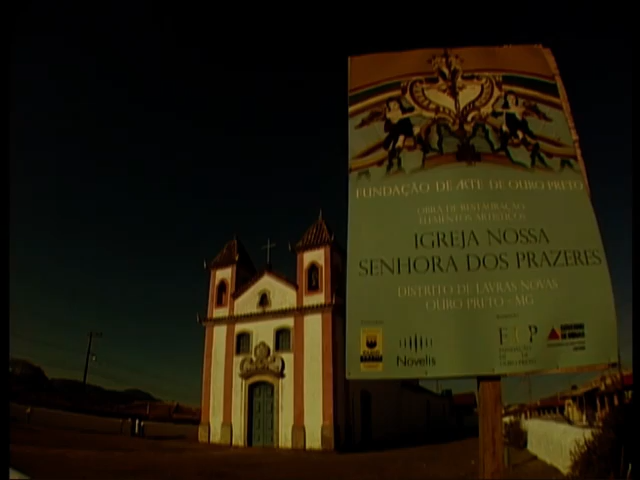 FUNDAÇÃO DE ARTE DE OURO PRETO
OBRA DE RESTAURAÇÃO
ELEMENTOS ARTÍSTICOS
IGREJA NOSSA
SENHORA DOS PRAZERES
DISTRITO DE LAVRAS NOVAS
OURO PRETO - MG
Novelis